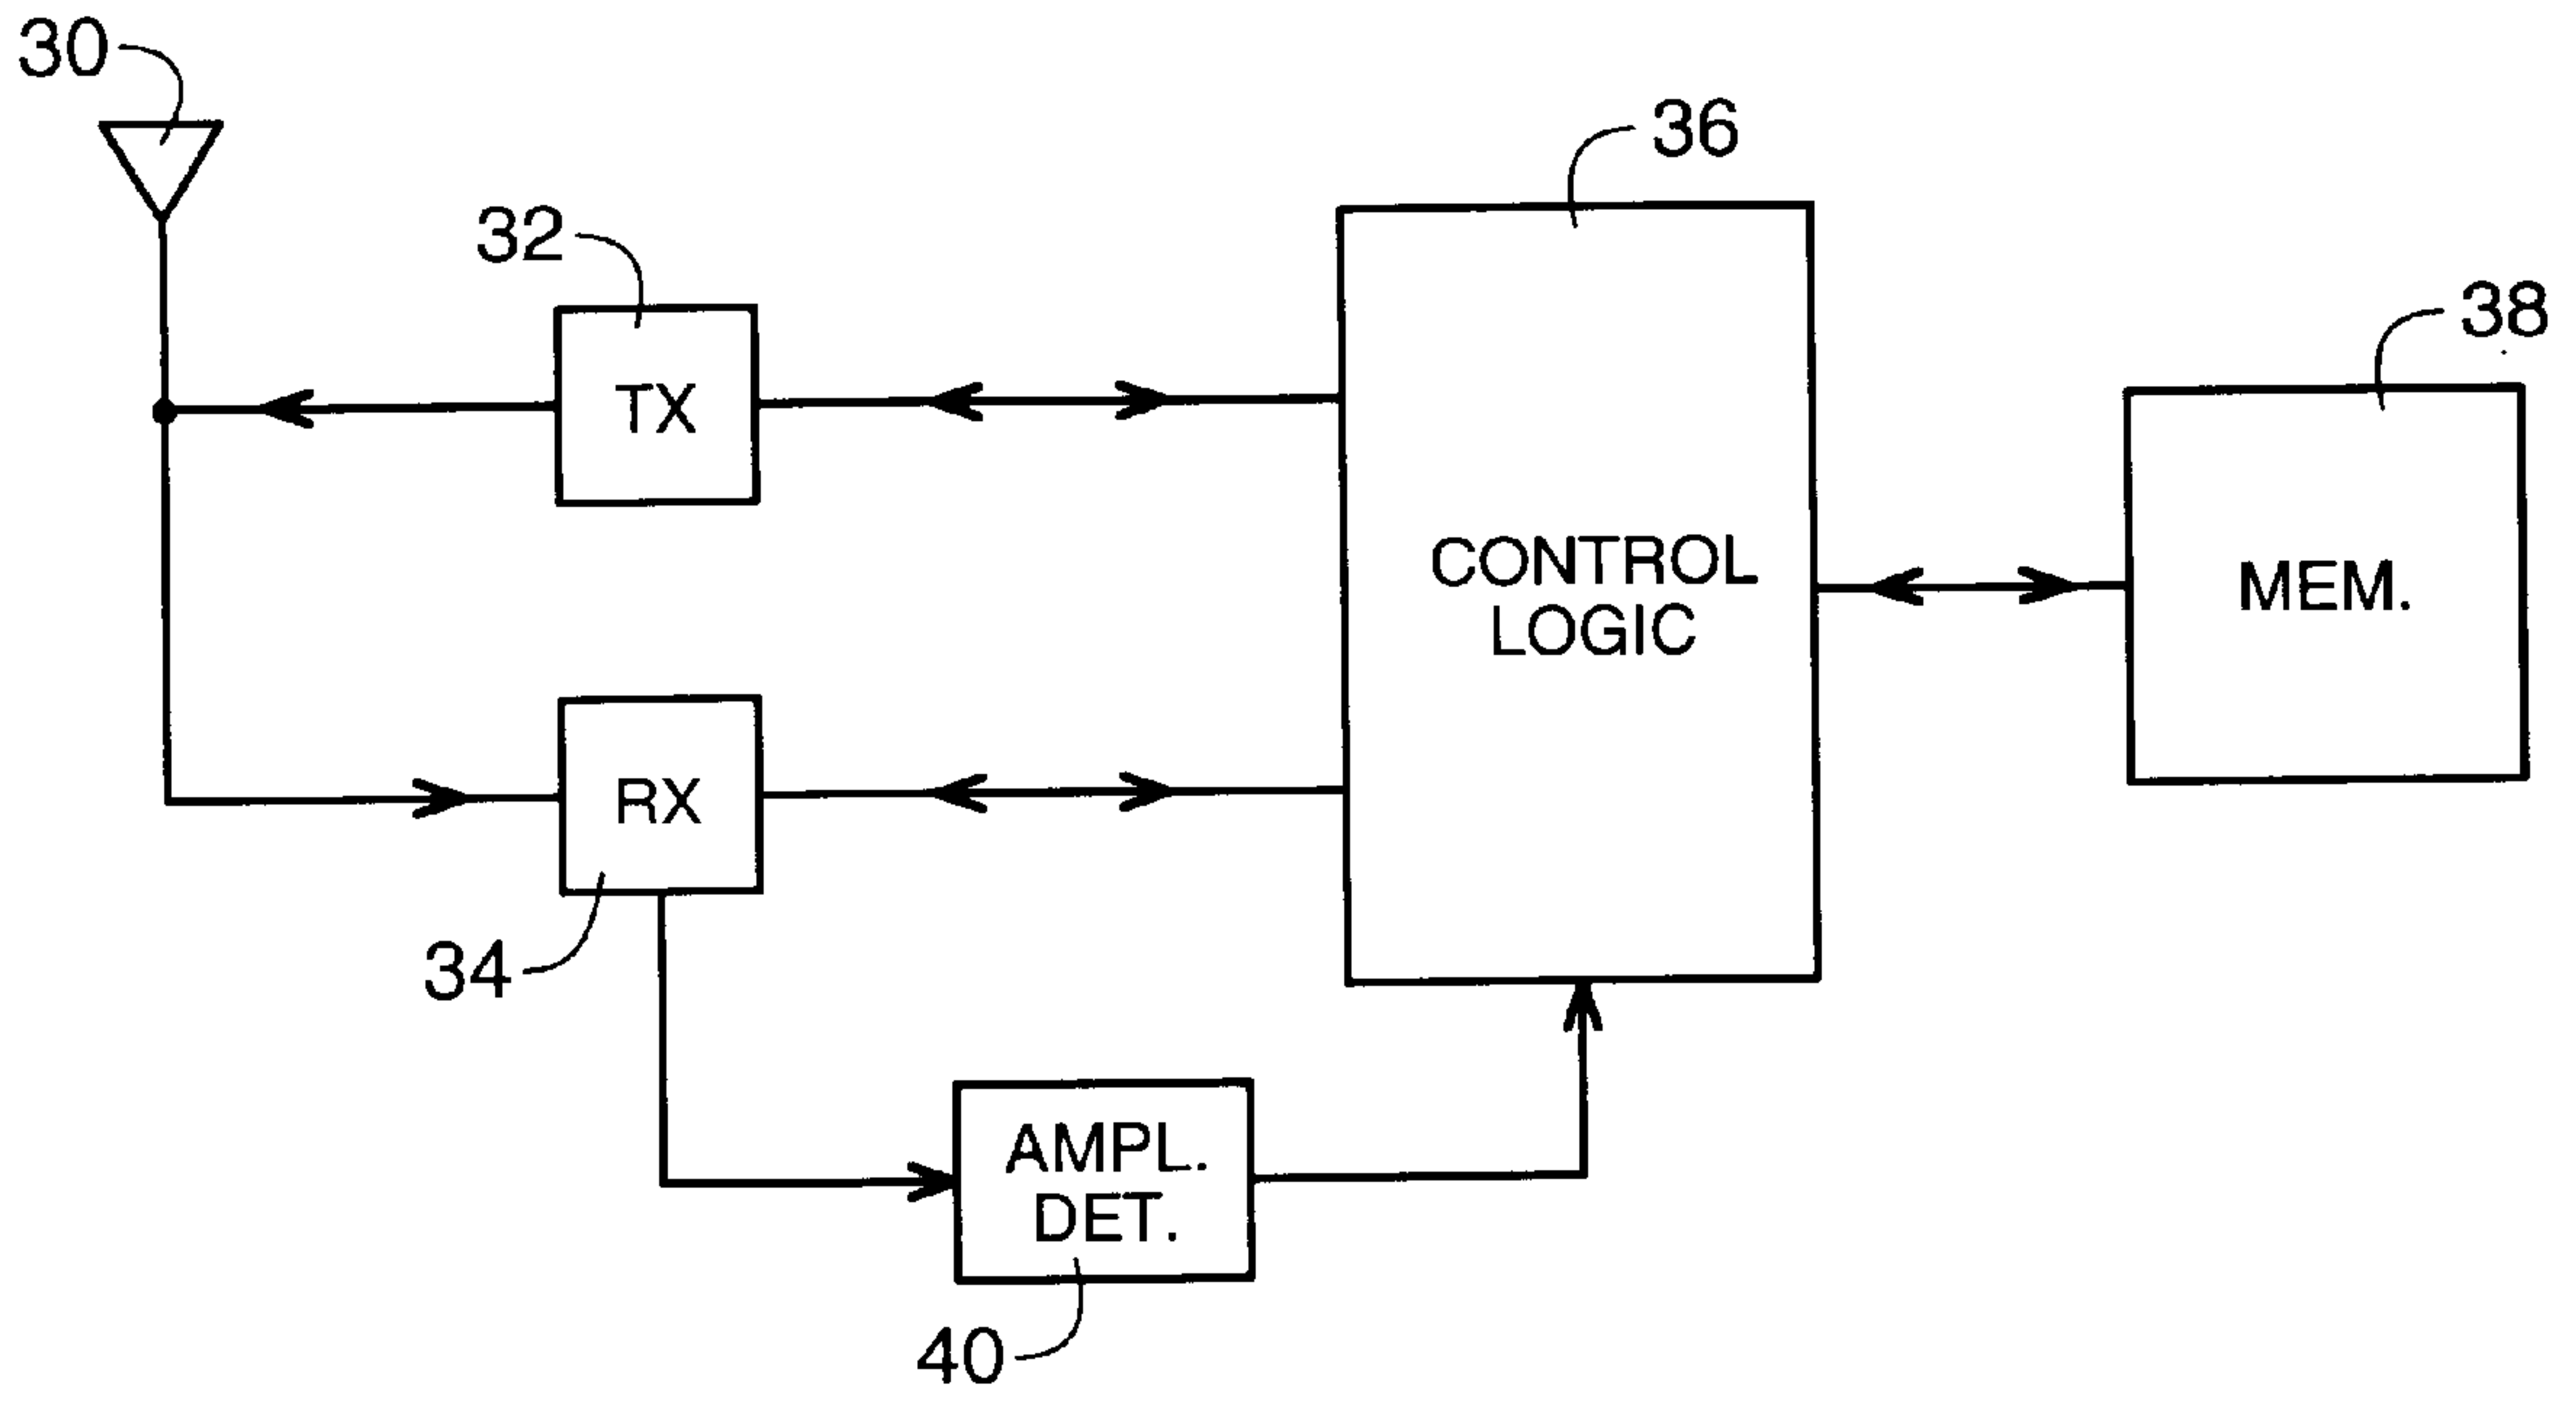 30
36
32
38
TX
CONTROL
LOGIC
MEM.
RX
34
AMPL.
DET.
40